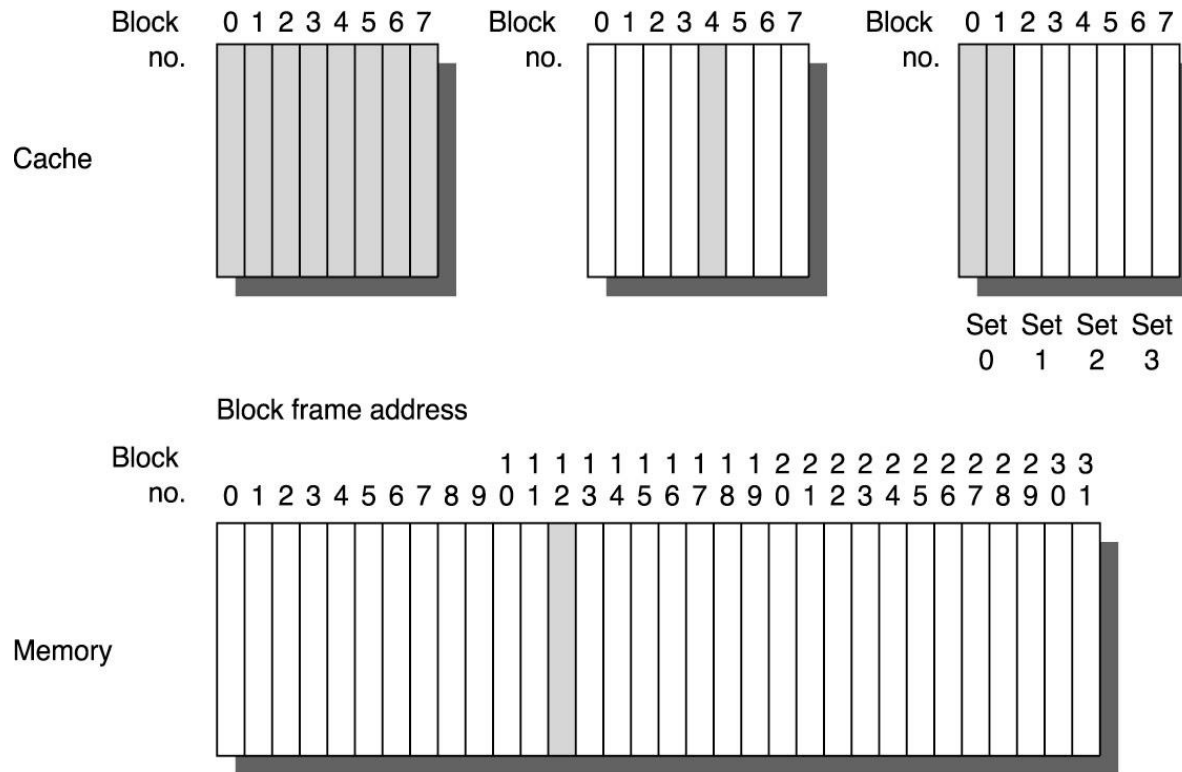 Block 0 1 2 3 4 5 6 7
no.
Block 0 1 2 3 4 5 6 7
no.
Block 0 1 2 3 4 5 6 7
no.
Cache
Set Set Set Set
0 1 2 3
Block frame address
Block 1 1 1 1 1 1 1 1 1 1 2 2 2 2 2 2 2 2 2 2 3 3
no. 0 1 2 3 4 5 6 7 8 9 0 1 2 3 4 5 6 7 8 9 0 1 2 3 4 5 6 7 8 9 0 1
Memory